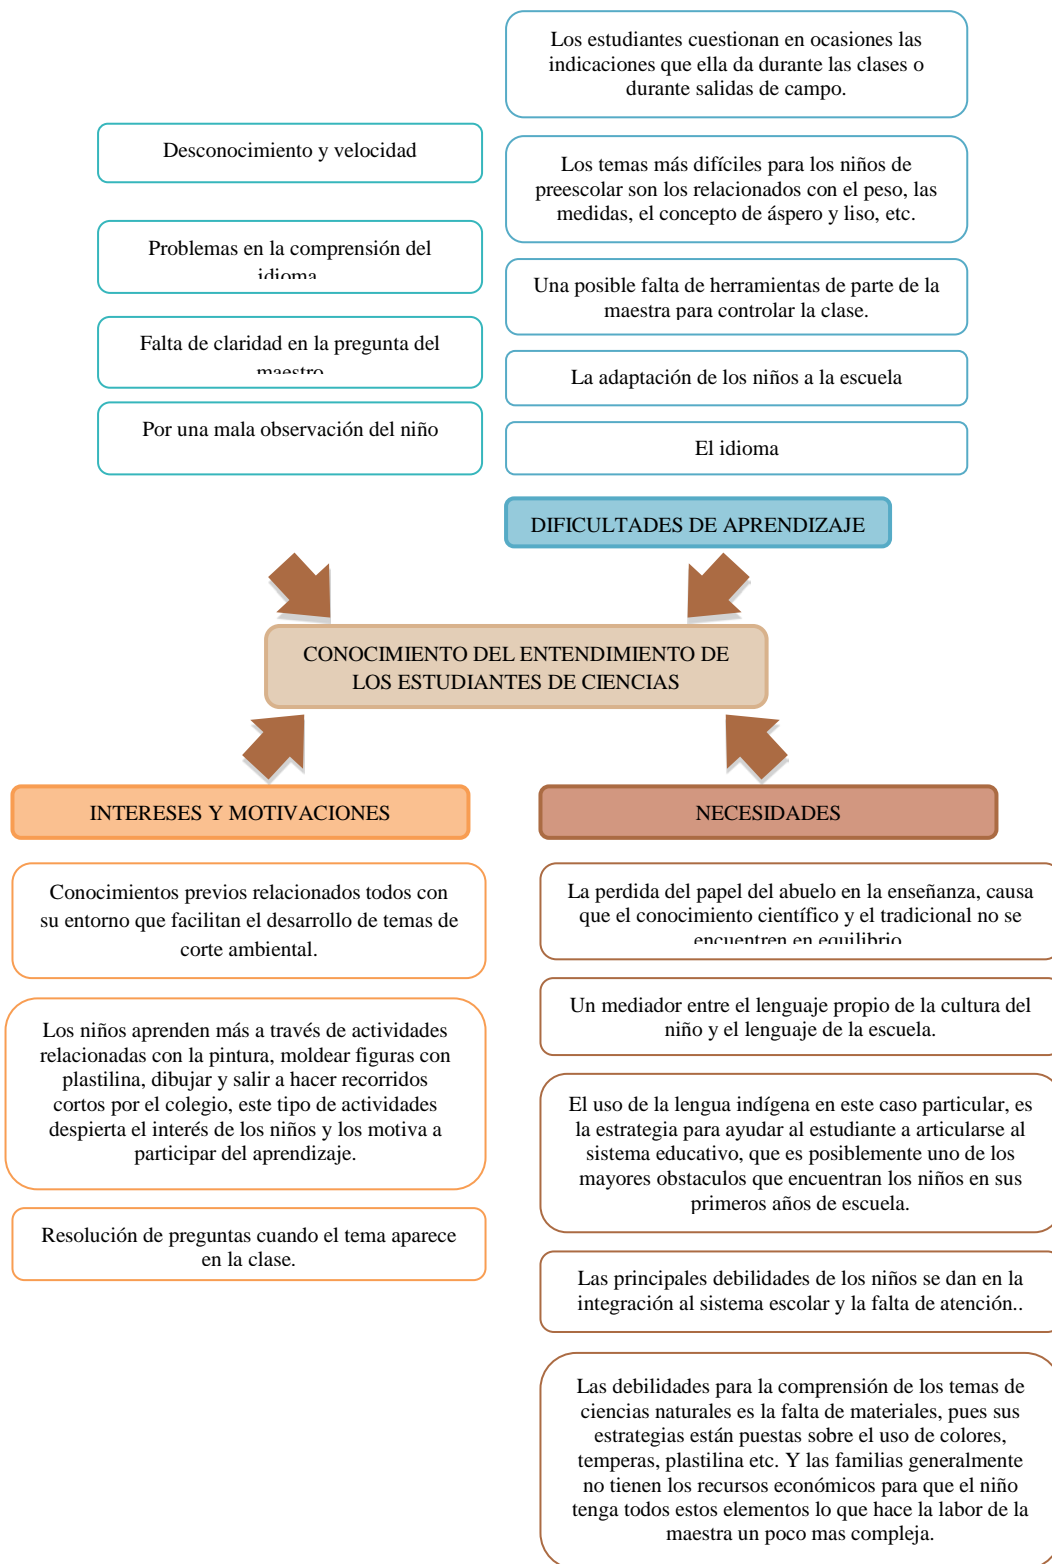 Desconocimiento y velocidad
Problemas en la comprensión del
idioma
Falta de claridad en la pregunta del
maestro
Por una mala observación del niño
Los estudiantes cuestionan en ocasiones las
indicaciones que ella da durante las clases o
durante salidas de campo.
Los temas más difíciles para los niños de
preescolar son los relacionados con el peso, las
medidas, el concepto de áspero y liso, etc.
Una posible falta de herramientas de parte de la
maestra para controlar la clase.
La adaptación de los niños a la escuela
El idioma
DIFICULTADES DE APRENDIZAJE
CONOCIMIENTO DEL ENTENDIMIENTO DE
LOS ESTUDIANTES DE CIENCIAS
INTERESES Y MOTIVACIONES
Conocimientos previos relacionados todos con
su entorno que facilitan el desarrollo de temas de
corte ambiental.
Los niños aprenden más a través de actividades
relacionadas con la pintura, moldear figuras con
plastilina, dibujar y salir a hacer recorridos
cortos por el colegio, este tipo de actividades
despierta el interés de los niños y los motiva a
participar del aprendizaje.
Resolución de preguntas cuando el tema aparece
en la clase.
NECESIDADES
La perdida del papel del abuelo en la enseñanza, causa
que el conocimiento científico y el tradicional no se
encuentren en equilibrio
Un mediador entre el lenguaje propio de la cultura del
niño y el lenguaje de la escuela.
El uso de la lengua indígena en este caso particular, es
la estrategia para ayudar al estudiante a articularse al
sistema educativo, que es posiblemente uno de los
mayores obstaculos que encuentran los niños en sus
primeros años de escuela.
Las principales debilidades de los niños se dan en la
integración al sistema escolar y la falta de atención..
Las debilidades para la comprensión de los temas de
ciencias naturales es la falta de materiales, pues sus
estrategias están puestas sobre el uso de colores,
temperas, plastilina etc. Y las familias generalmente
no tienen los recursos económicos para que el niño
tenga todos estos elementos lo que hace la labor de la
maestra un poco mas compleja.